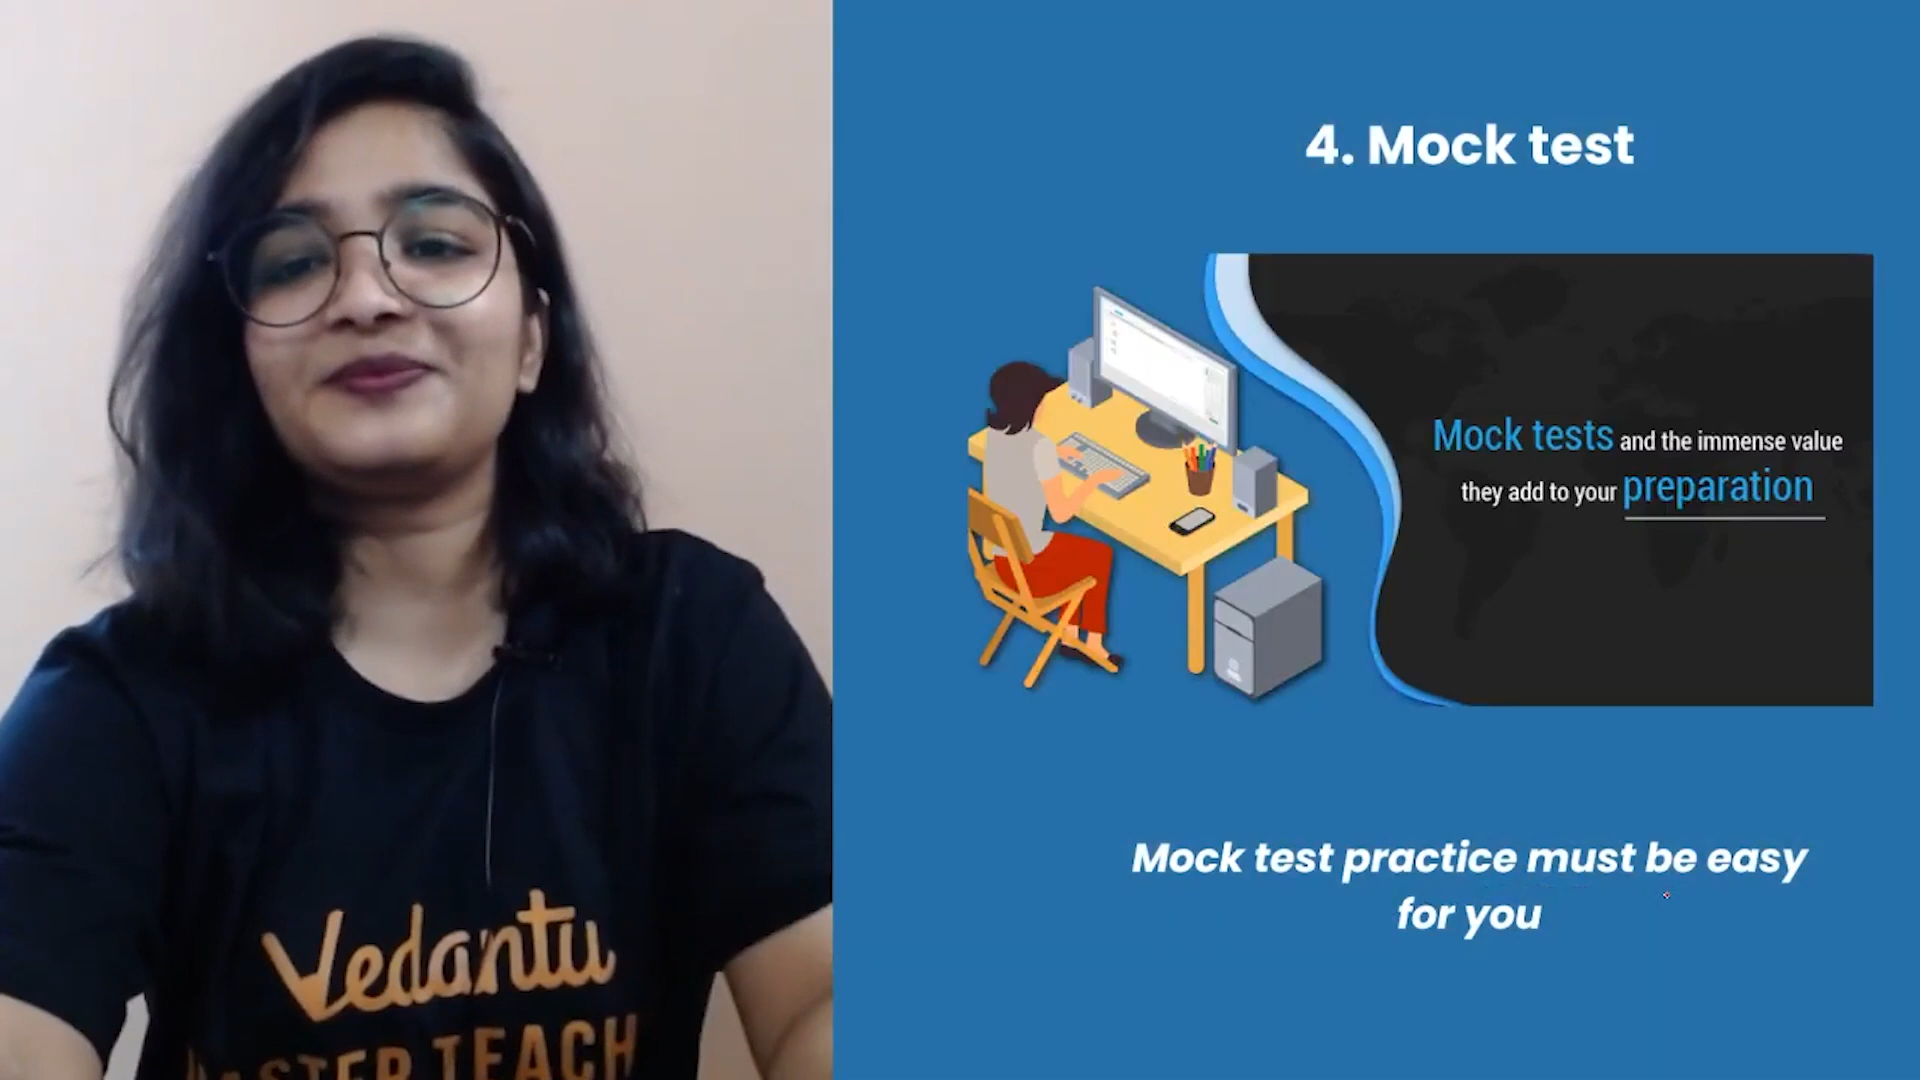 4. Mock test
Mock tests and the immense value
they add to your preparation
Mock test practice must be easy
for you
Vedantu
TEACH